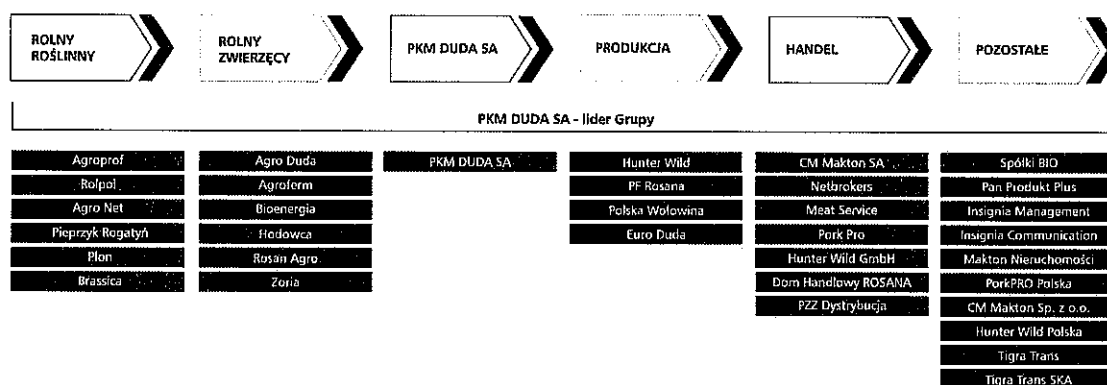 ROLNY
ROŚLINNY
ROLNY
ZWIERZĘCY
PKM DUDA SA
PRODUKCJA
HANDEL
POZOSTAŁE
PKM DUDA SA - lider Grupy
Agroprof
Rolpol
Agro Net
Pieprzyk Rogatyń
Plon
Brassica
Agro Duda
Agroferm
Bioenergia
Hodowca
Rosan Agro
Zoria
PKM DUDA SA
Hunter Wild
PF Rosana
Polska Wołowina
Euro Duda
CM Makton SA
Netbrokers
Meat Service
Pork Pro
Hunter Wild GmbH
Dom Handlowy ROSANA
PZZ Dystrybucja
Spółki BIO
Pan Produkt Plus
Insignia Management
Insignia Communication
Makton Nieruchomości
PorkPRO Polska
CM Makton Sp. z o.o.
Hunter Wild Polska
Tigra Trans
Tigra Trans SKA